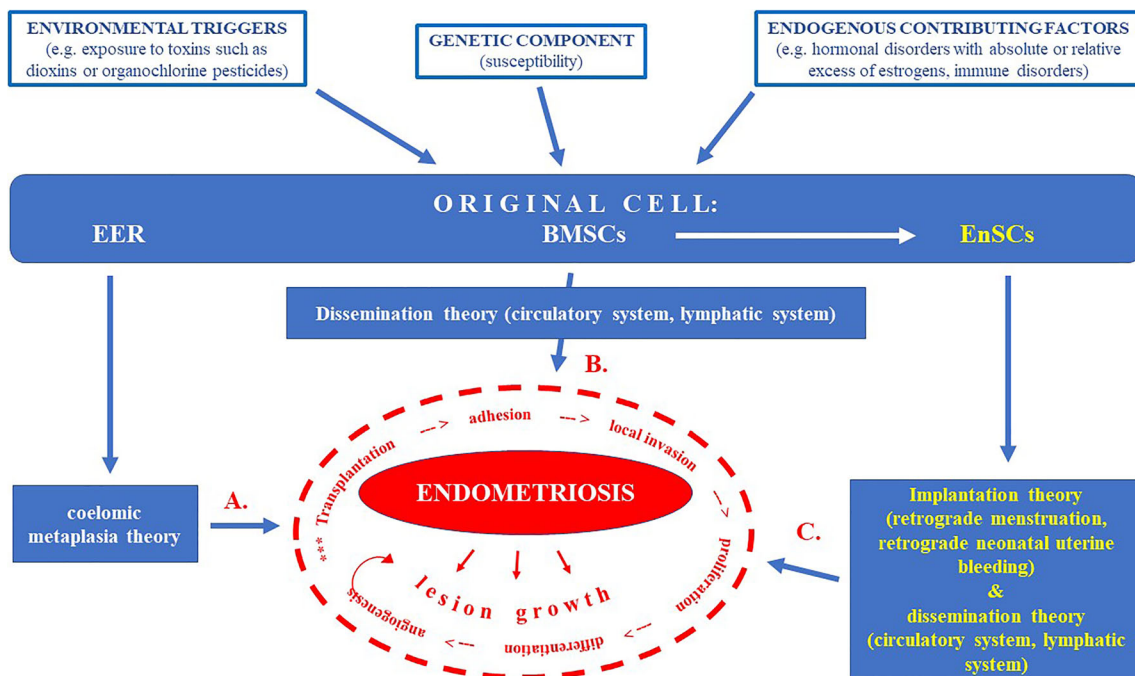 ENVIRONMENTAL TRIGGERS
(e.g. exposure to toxins such as
dioxins or organochlorine pesticides)
GENETIC COMPONENT
(susceptibility)
ENDOGENOUS CONTRIBUTING FACTORS
(e.g. hormonal disorders with absolute or relative
excess of estrogens, immune disorders)
ORIGINAL CELL:
EER
BMSCs
EnSCs
Dissemination theory (circulatory system, lymphatic system)
B.
*** Transplantation ---> adhesion ---> local invasion ---> proliferation ---> differentiation ---> angiogenesis
ENDOMETRIOSIS
lesion growth
coelomic
metaplasia theory
A.
C.
Implantation theory
(retrograde menstruation,
retrograde neonatal uterine
bleeding)
&
dissemination theory
(circulatory system, lymphatic
system)